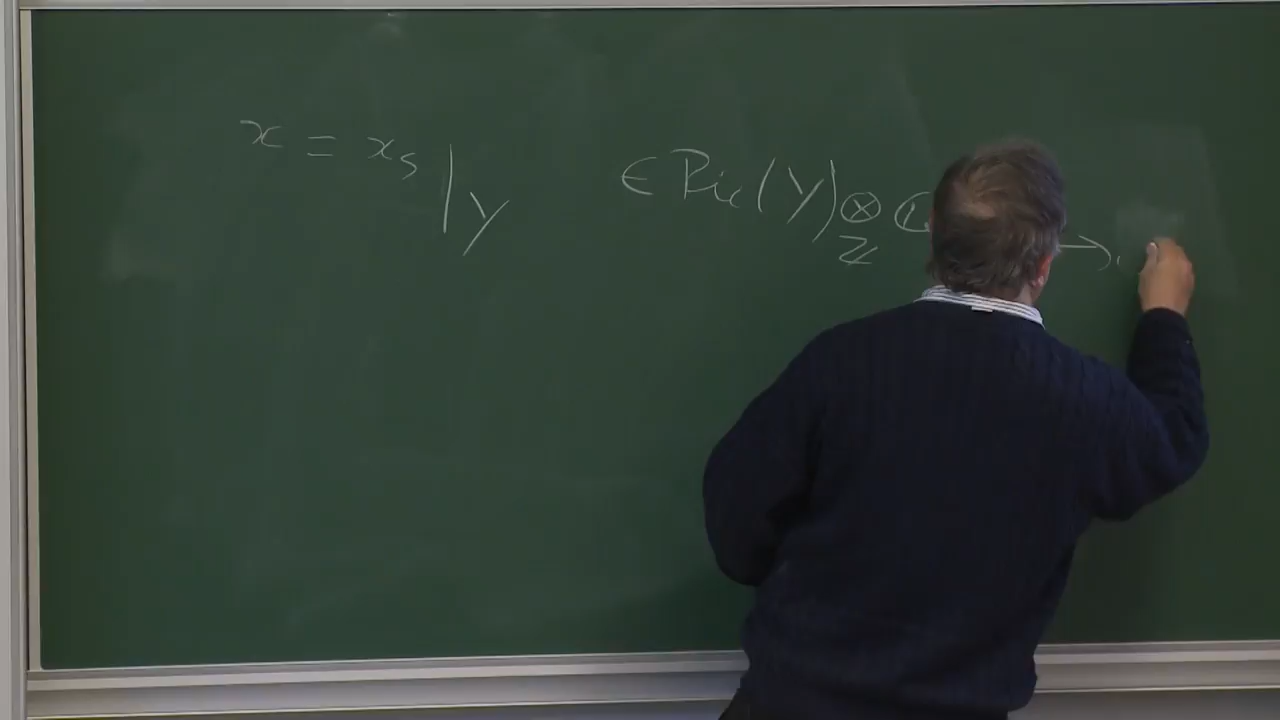 x = x_S |_Y ∈ Pic(Y) ⊗_Z →